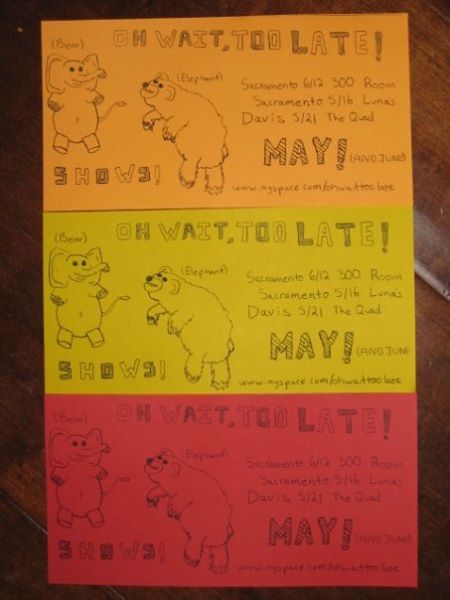 OH WAIT, TOO LATE!
(Bear)
(Elephant)
Sacramento 6/12 300 Room
Sacramento 5/16 Luna's
Davis 5/21 The Quad
MAY! (AND JUNE)
SHOWS!
www.myspace.com/ohwaittoolate
OH WAIT, TOO LATE!
(Bear)
(Elephant)
Sacramento 6/12 300 Room
Sacramento 5/16 Luna's
Davis 5/21 The Quad
MAY! (AND JUNE
SHOWS!
www.myspace.com/ohwaittoolate
OH WAIT, TOO LATE!
(Bear)
(Elephant)
Sacramento 6/12 300 Room
Sacramento 5/16 Luna's
Davis 5/21 The Quad
MAY! (AND JUNE)
SHOWS!
www.myspace.com/ohwaittoolate